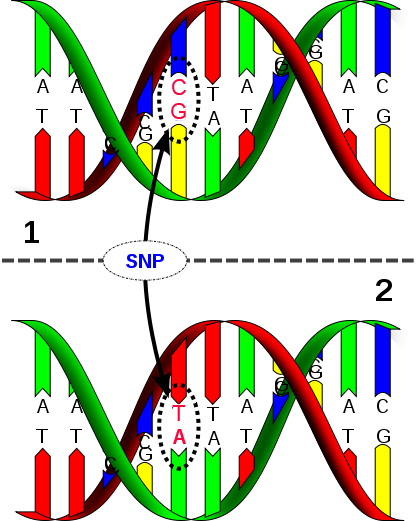 G G
A A C T A A C
T T C G A T T G
C G
1
SNP
2
G G
A A T T A A C
T T C A A T T G
C G